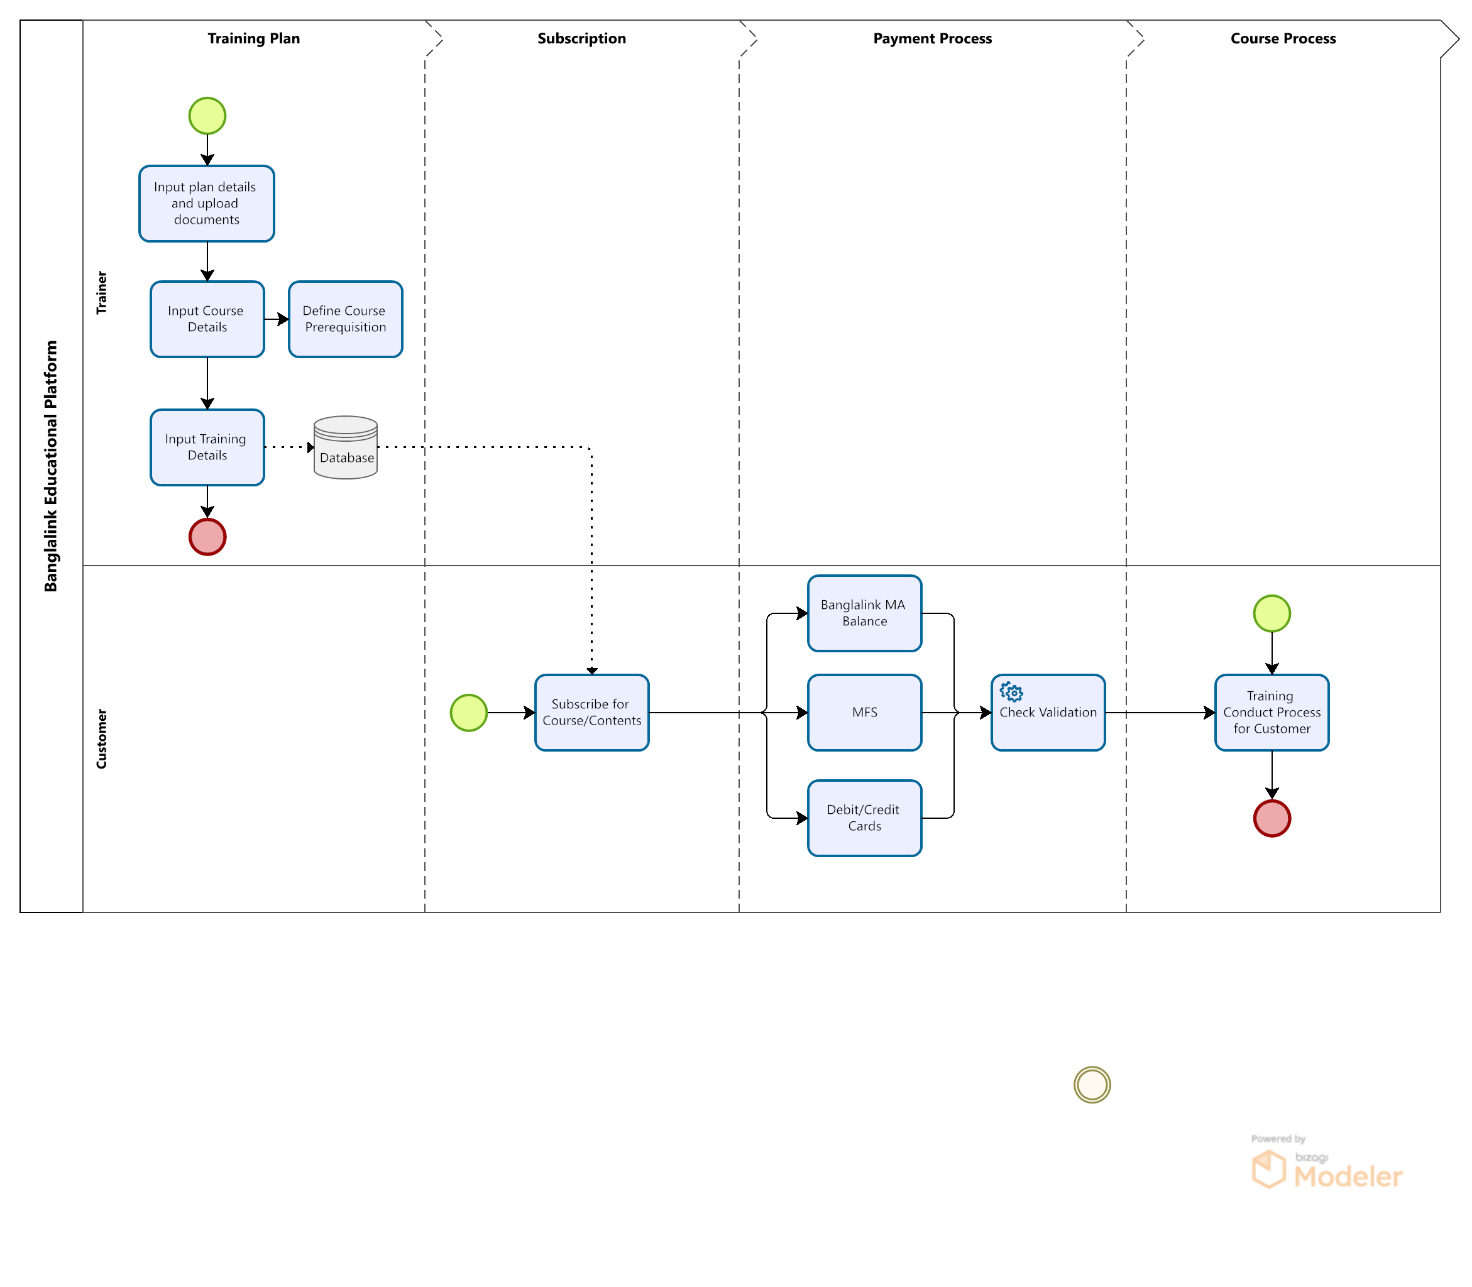 Training Plan
Subscription
Payment Process
Course Process
Banglalink Educational Platform
Trainer
Input plan details
and upload
documents
Input Course
Details
Define Course
Prerequisition
Input Training
Details
Database
Customer
Subscribe for
Course/Contents
Banglalink MA
Balance
MFS
Debit/Credit
Cards
Check Validation
Training
Conduct Process
for Customer
Powered by
bizagi
Modeler